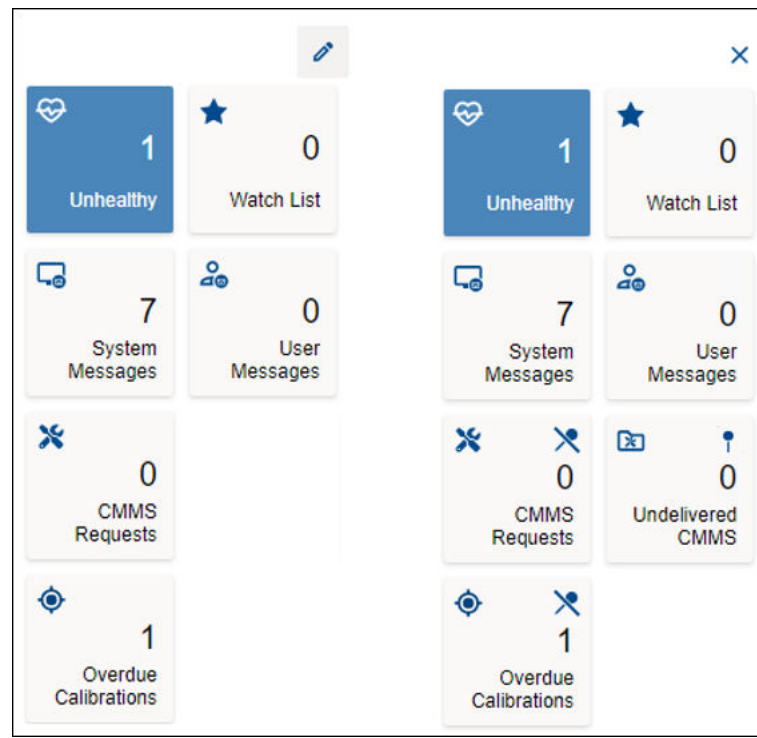 1
Unhealthy
0
Watch List
7
System
Messages
0
User
Messages
0
CMMS
Requests
1
Overdue
Calibrations
1
Unhealthy
0
Watch List
7
System
Messages
0
User
Messages
0
CMMS
Requests
0
Undelivered
CMMS
1
Overdue
Calibrations